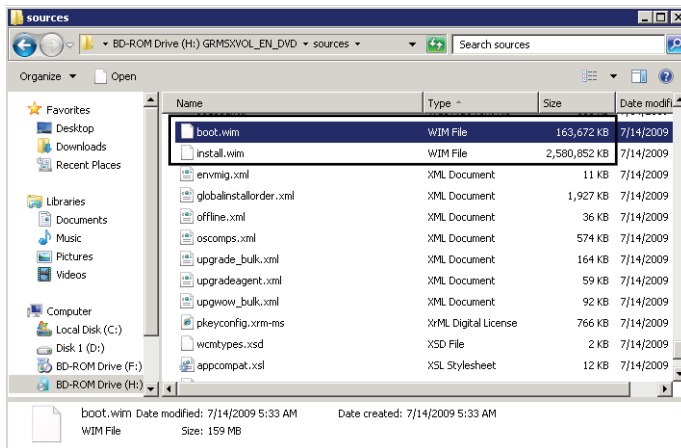 sources
BD-ROM Drive (H:) GRMSXVOL_EN_DVD sources
Search sources
Organize Open
Favorites
Desktop
Downloads
Recent Places
Libraries
Documents
Music
Pictures
Videos
Computer
Local Disk (C:)
Disk 1 (D:)
BD-ROM Drive (F:)
BD-ROM Drive (H:)
Name Type Size Date modifi
boot.wim WIM File 163,672 KB 7/14/2009
install.wim WIM File 2,580,852 KB 7/14/2009
envmig.xml XML Document 11 KB 7/14/2009
globalinstallorder.xml XML Document 1,927 KB 7/14/2009
offline.xml XML Document 36 KB 7/14/2009
oscomps.xml XML Document 574 KB 7/14/2009
upgrade_bulk.xml XML Document 164 KB 7/14/2009
upgradeagent.xml XML Document 59 KB 7/14/2009
upgwow_bulk.xml XML Document 92 KB 7/14/2009
pkeyconfig.xrm-ms XrML Digital License 766 KB 7/14/2009
wcmtypes.xsd XSD File 2 KB 7/14/2009
appcompat.xsl XSL Stylesheet 12 KB 7/14/2009
boot.wim Date modified: 7/14/2009 5:33 AM Date created: 7/14/2009 5:33 AM
WIM File Size: 159 MB